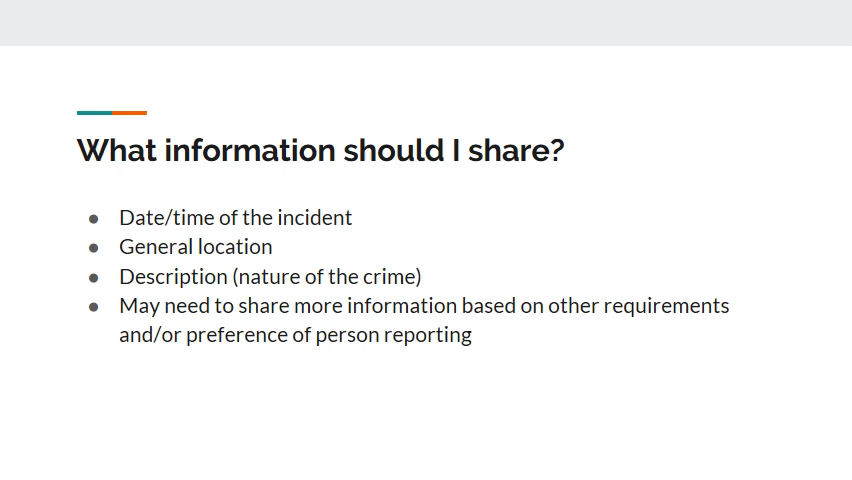 What information should I share?
● Date/time of the incident
● General location
● Description (nature of the crime)
● May need to share more information based on other requirements
and/or preference of person reporting